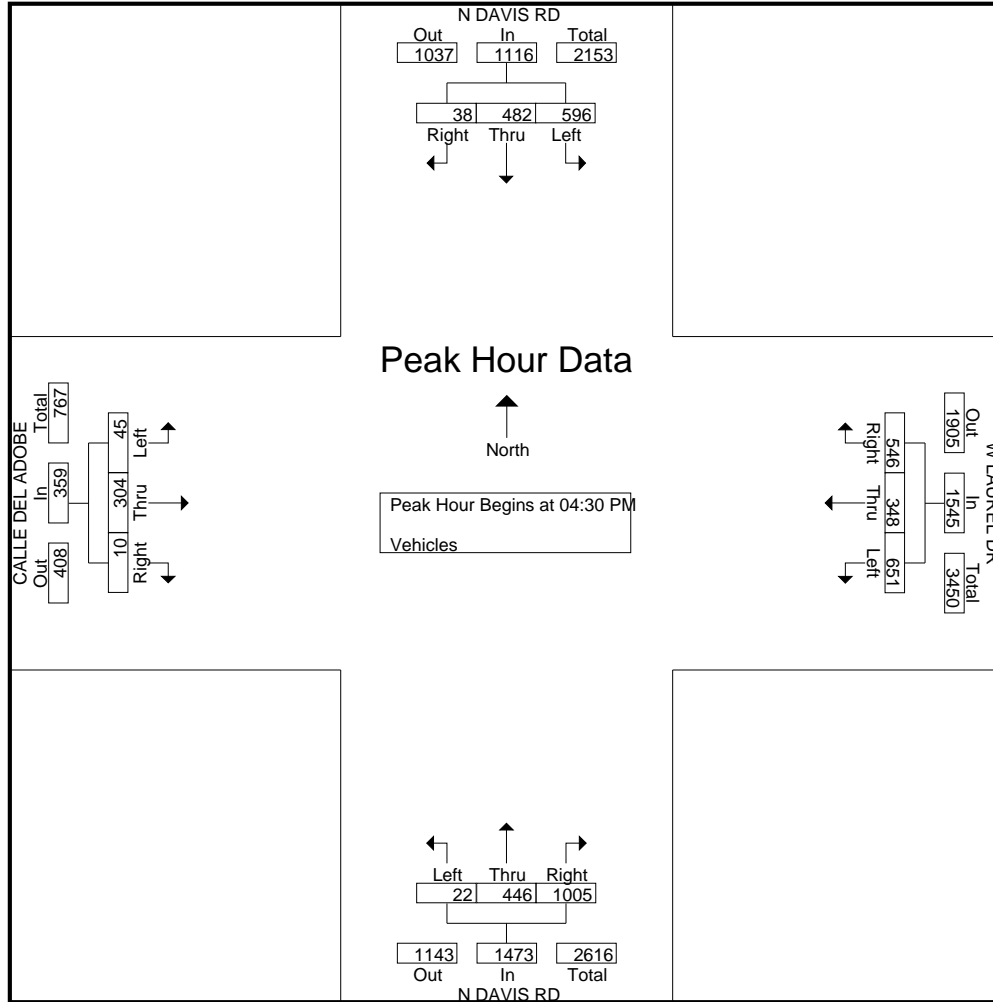 N DAVIS RD
Out In Total
1037 1116 2153
38 482 596
Right Thru Left
Peak Hour Data
North
Peak Hour Begins at 04:30 PM
Vehicles
CALLE DEL ADOBE
Out In Total
408 359 767
10 304 45
Right Thru Left
W LAUREL DR
Out In Total
1905 1545 3450
546 348 651
Right Thru Left
Left Thru Right
22 446 1005
1143 1473 2616
Out In Total
N DAVIS RD